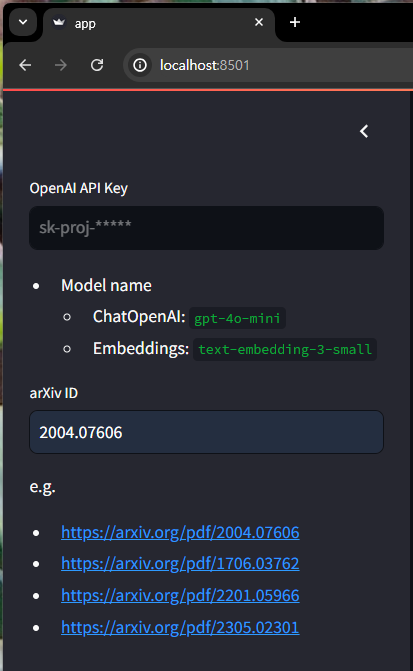 app
localhost:8501
OpenAI API Key
sk-proj-*****
Model name
ChatOpenAI: gpt-4o-mini
Embeddings: text-embedding-3-small
arXiv ID
2004.07606
e.g.
https://arxiv.org/pdf/2004.07606
https://arxiv.org/pdf/1706.03762
https://arxiv.org/pdf/2201.05966
https://arxiv.org/pdf/2305.02301